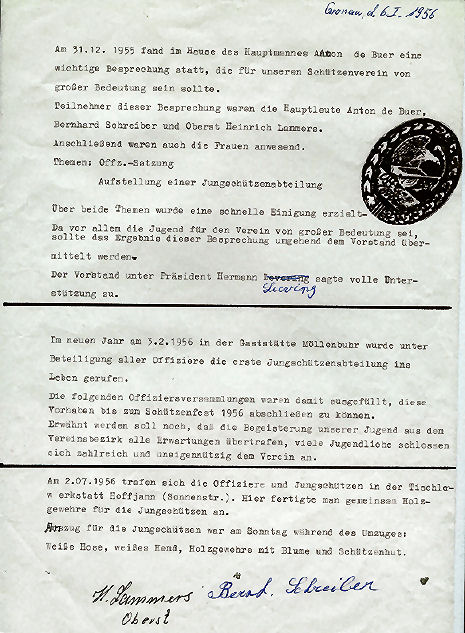 Gronau, d. 6.I. 1956
Am 31.12. 1955 fand im Hause des Hauptmannes Anton de Buer eine
wichtige Besprechung statt, die für unseren Schützenverein von
großer Bedeutung sein sollte.
Teilnehmer dieser Besprechung waren die Hauptleute Anton de Buer,
Bernhard Schreiber und Oberst Heinrich Lammers.
Anschließend waren auch die Frauen anwesend.
Themen: Offz.-Satzung
Aufstellung einer Jungschützenabteilung
Über beide Themen wurde eine schnelle Einigung erzielt-
Da vor allem die Jugend für den Verein von großer Bedeutung sei,
sollte das Ergebnis dieser Besprechung umgehend dem Vorstand über-
mittelt werden.
Der Vorstand unter Präsident Hermann sagte volle Unter-
stützung zu.
Im neuen Jahr am 3.2.1956 in der Gaststätte Möllenbuhr wurde unter
Beteiligung aller Offiziere die erste Jungschützenabteilung ins
Leben gerufen.
Die folgenden Offiziersversammlungen waren damit ausgefüllt, diese
Vorhaben bis zum Schützenfest 1956 abschließen zu können.
Erwähnt werden soll noch, daß die Begeisterung unserer Jugend aus dem
Vereinsbezirk alle Erwartungen übertrafen, viele Jugendliche schlossen
sich zahlreich und uneigennützig dem Verein an.
Am 2.07.1956 trafen sich die Offiziere und Jungschützen in der Tischle-
w erkstatt Hoffjann (Sonnenstr.). Hier fertigte man gemeinsam Holz-
gewehre für die Jungschützen an.
Anzug für die Jungschützen war am Sonntag während des Umzuges:
Weiße Hose, weißes Hemd, Holzgewehre mit Blume und Schützenhut.
H. Lammers Bernh. Schreiber
Oberst